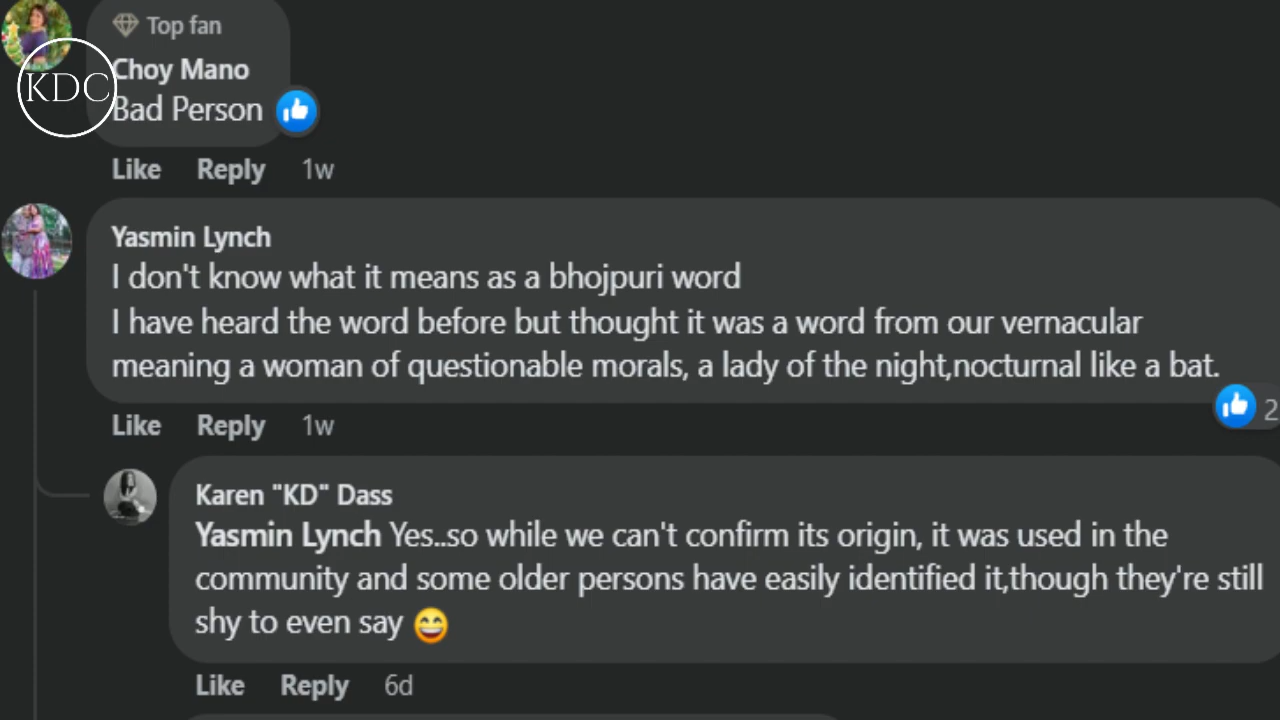 Top fan
Choy Mano
KDC
Bad Person
Like Reply 1w
Yasmin Lynch
I don't know what it means as a bhojpuri word
I have heard the word before but thought it was a word from our vernacular
meaning a woman of questionable morals, a lady of the night,nocturnal like a bat.
2
Like Reply 1w
Karen "KD" Dass
Yasmin Lynch Yes..so while we can't confirm its origin, it was used in the
community and some older persons have easily identified it,though they're still
shy to even say 😄
Like Reply 6d